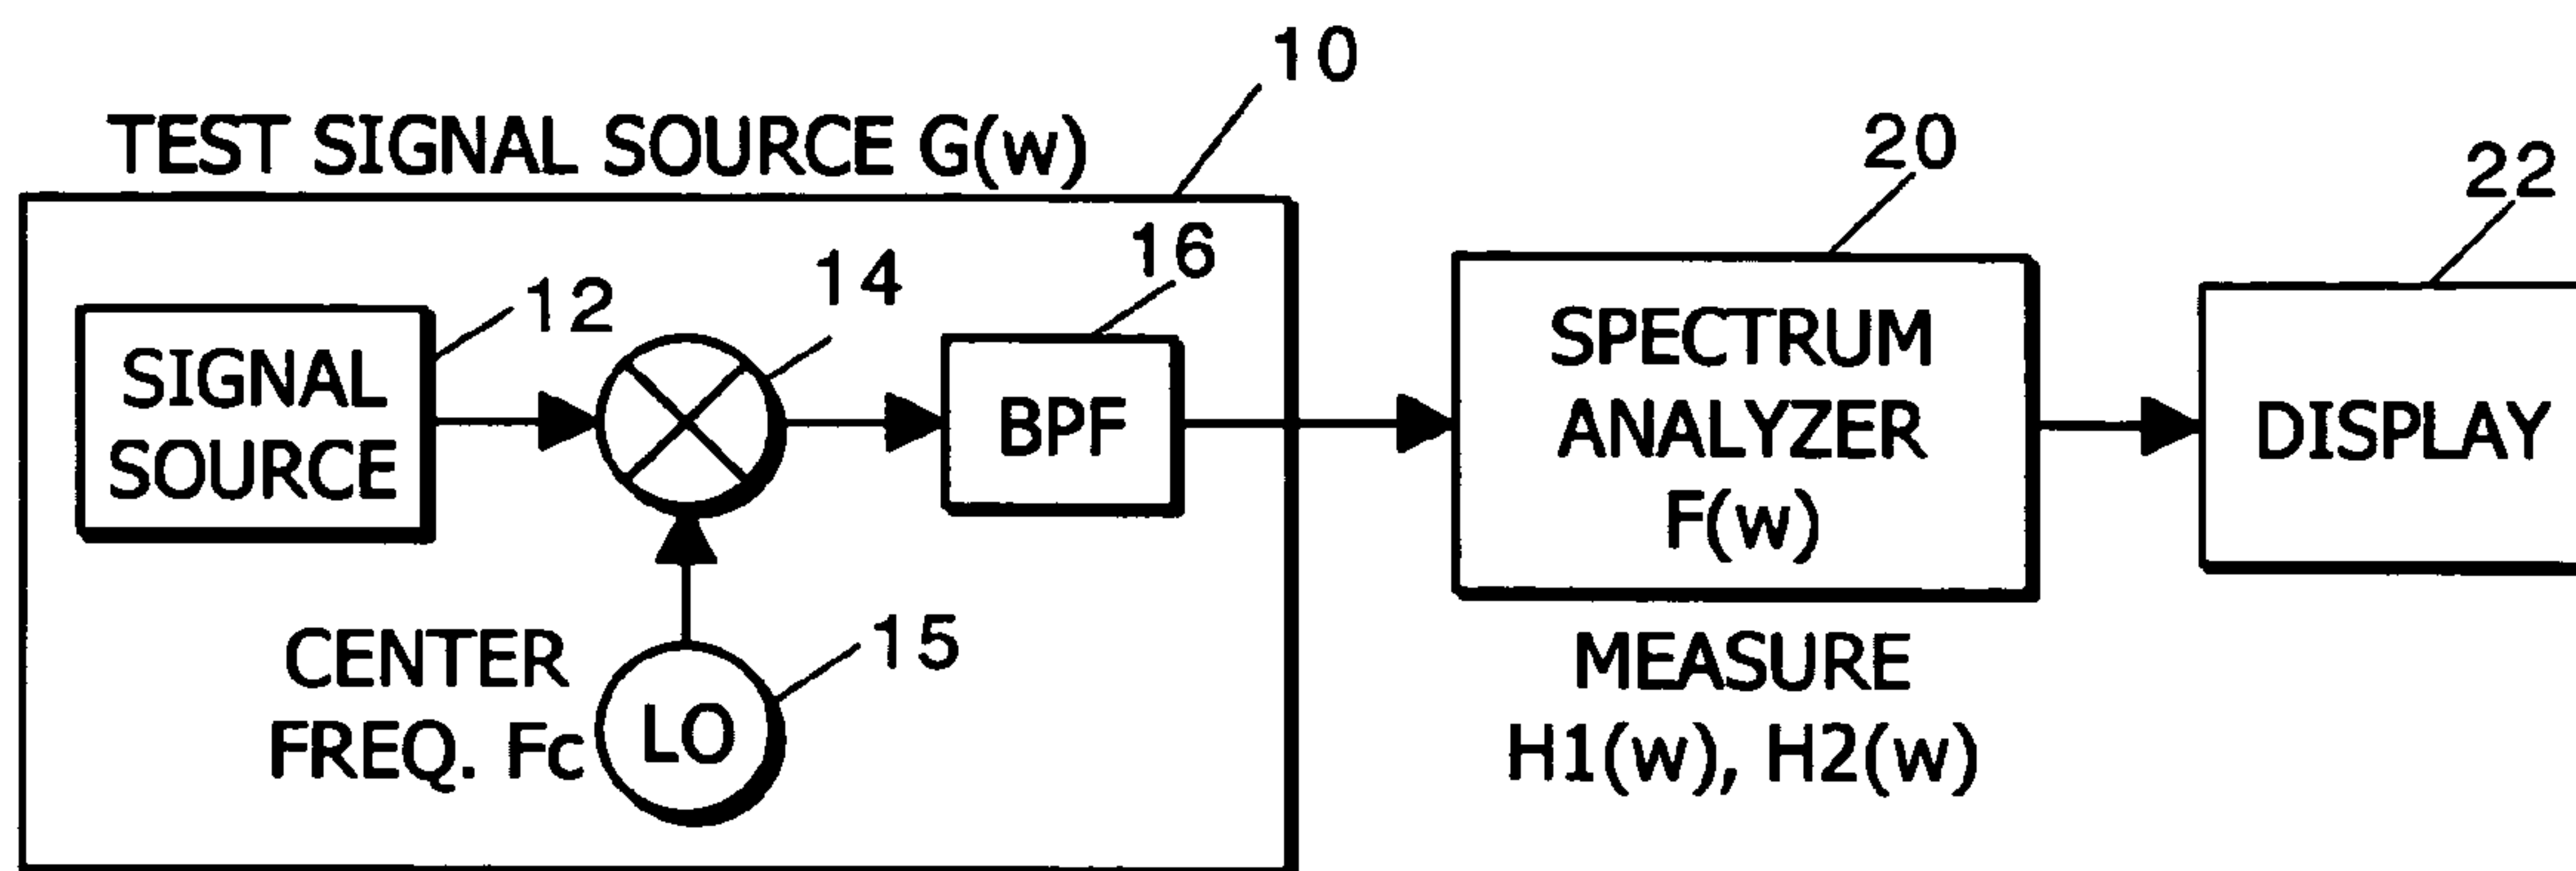 10
TEST SIGNAL SOURCE G(w)
20
22
12
14
16
SIGNAL
SOURCE
BPF
SPECTRUM
ANALYZER
F(w)
DISPLAY
CENTER
FREQ. Fc
LO
15
MEASURE
H1(w), H2(w)